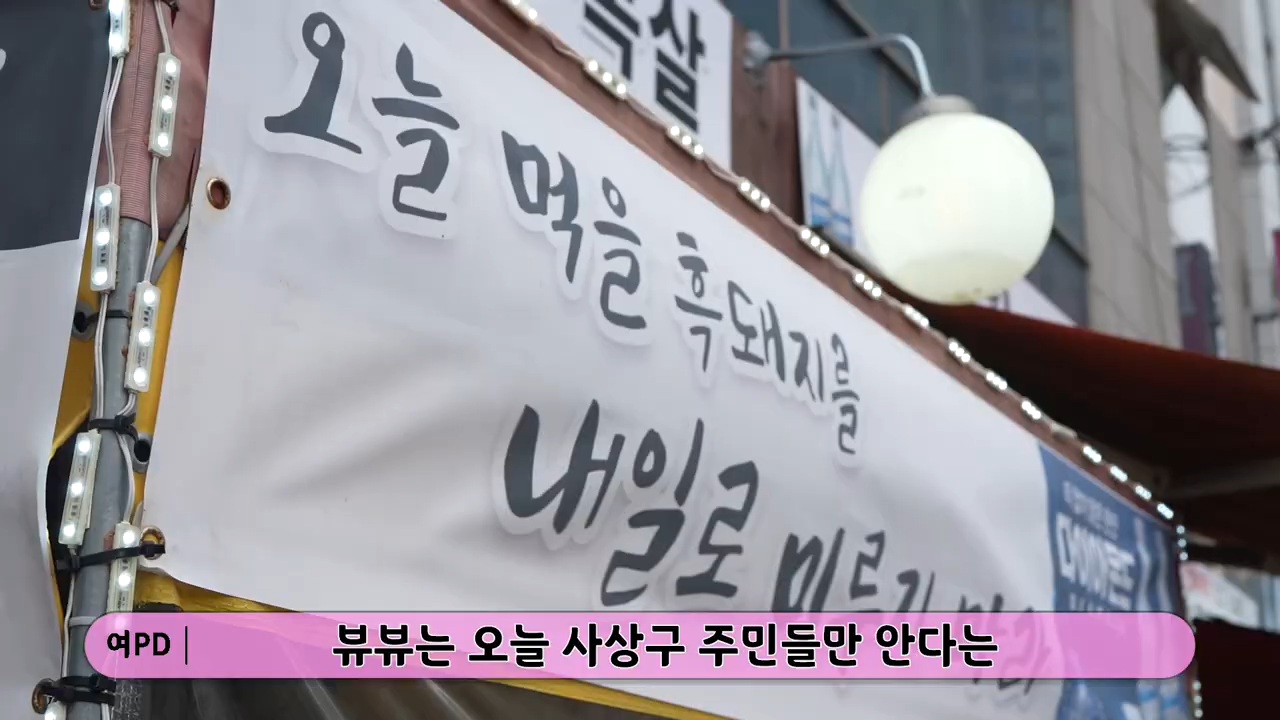 오늘 먹을 흑돼지를
내일로 미루지 마라
여PD
뷰뷰는 오늘 사상구 주민들만 안다는